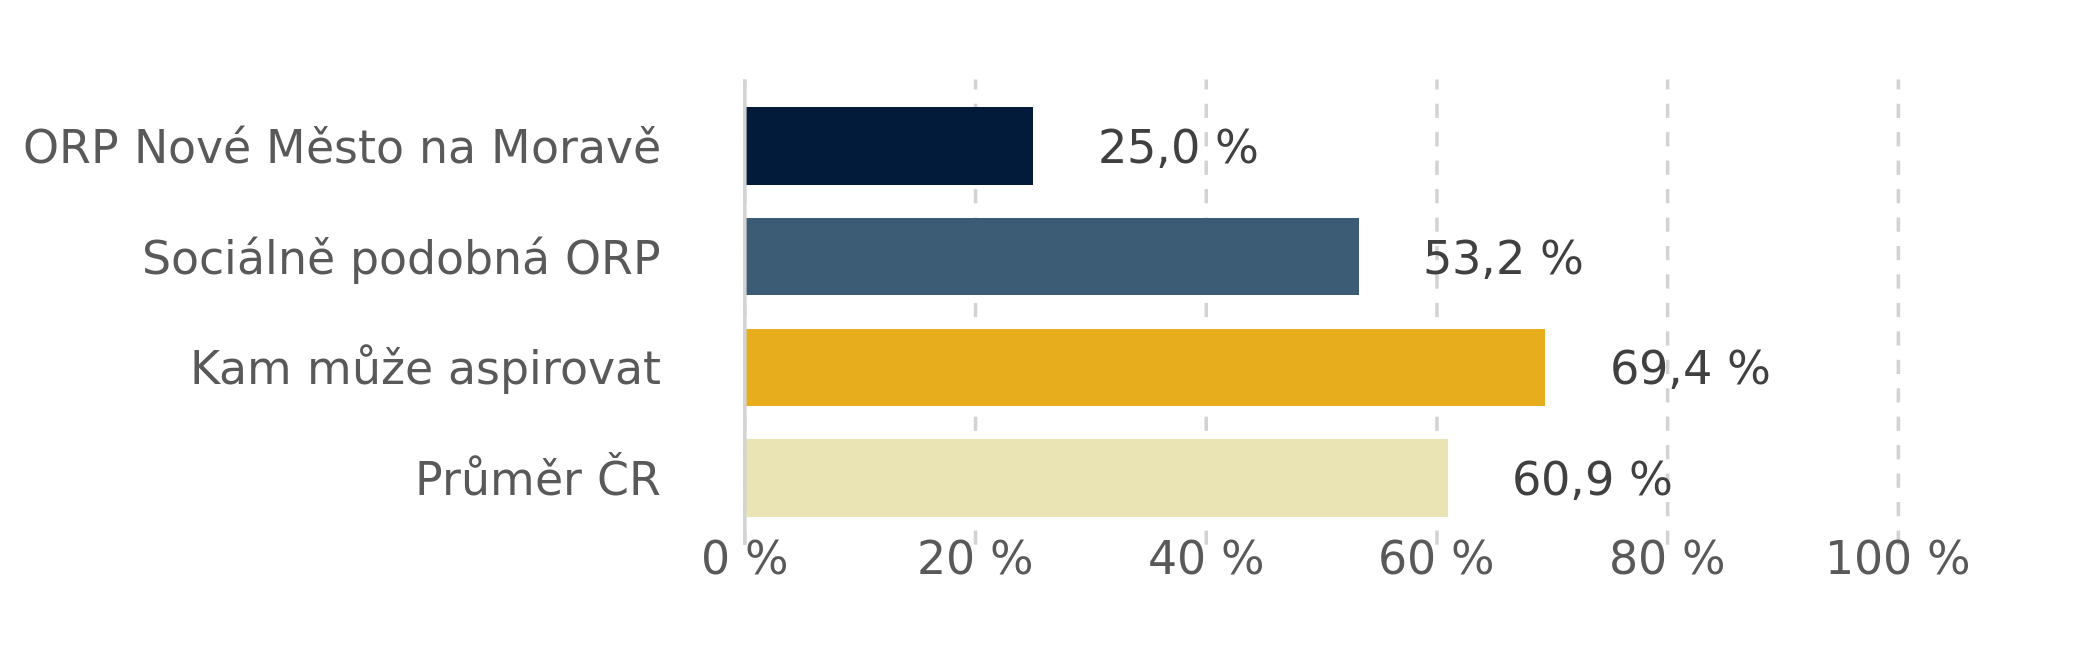 ORP Nové Město na Moravě 25,0 %
Sociálně podobná ORP 53,2 %
Kam může aspirovat 69,4 %
Průměr ČR 60,9 %
0 % 20 % 40 % 60 % 80 % 100 %